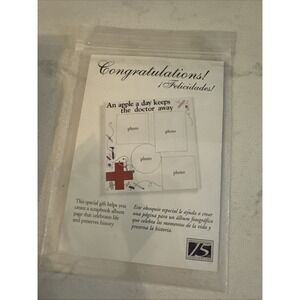 Congratulations!
¡Felicidades!
An apple a day keeps
the doctor away
photo
photo
photo
photo
This special gift helps you
create a scrapbook album
page that celebrates life
and preserves history
Este obsequio especial le ayuda a crear
una página para un álbum fotográfico
que celebra los momentos de la vida y
preserva la historia.